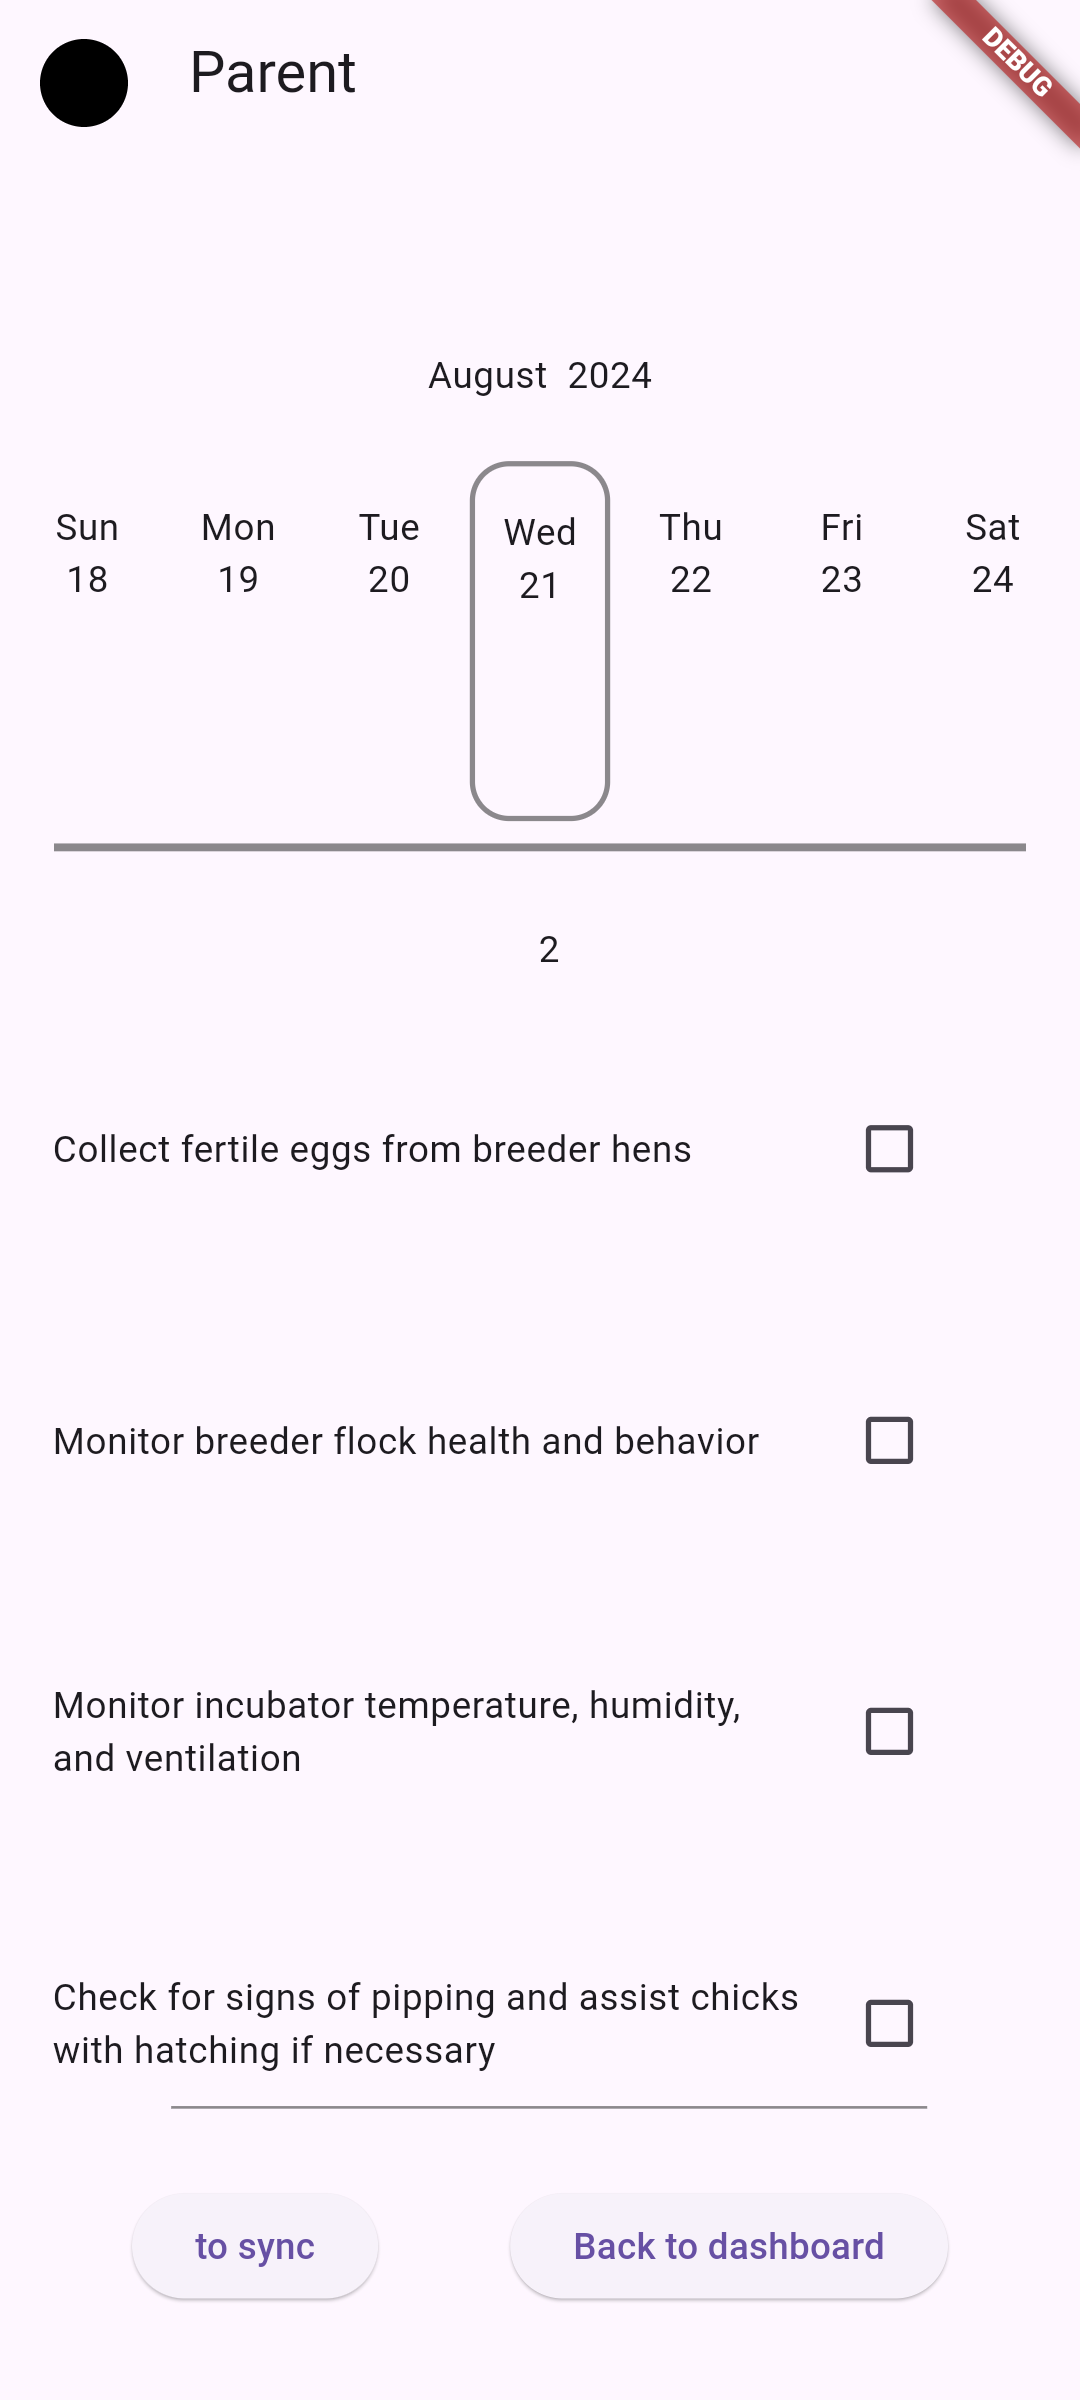 Parent
DEBUG
August 2024
Sun Mon Tue Wed Thu Fri Sat
18 19 20 21 22 23 24
2
Collect fertile eggs from breeder hens
Monitor breeder flock health and behavior
Monitor incubator temperature, humidity,
and ventilation
Check for signs of pipping and assist chicks
with hatching if necessary
to sync
Back to dashboard